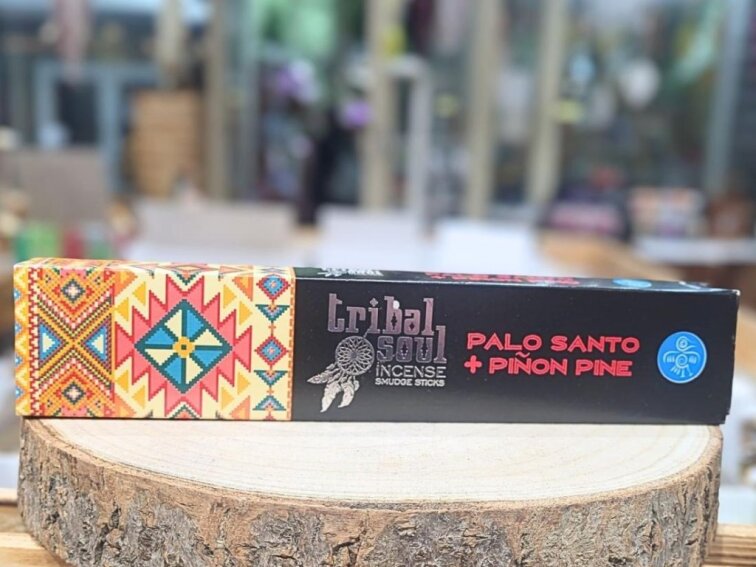 tribal
soul
INCENSE
SMUDGE STICKS
PALO SANTO
+ PIÑON PINE